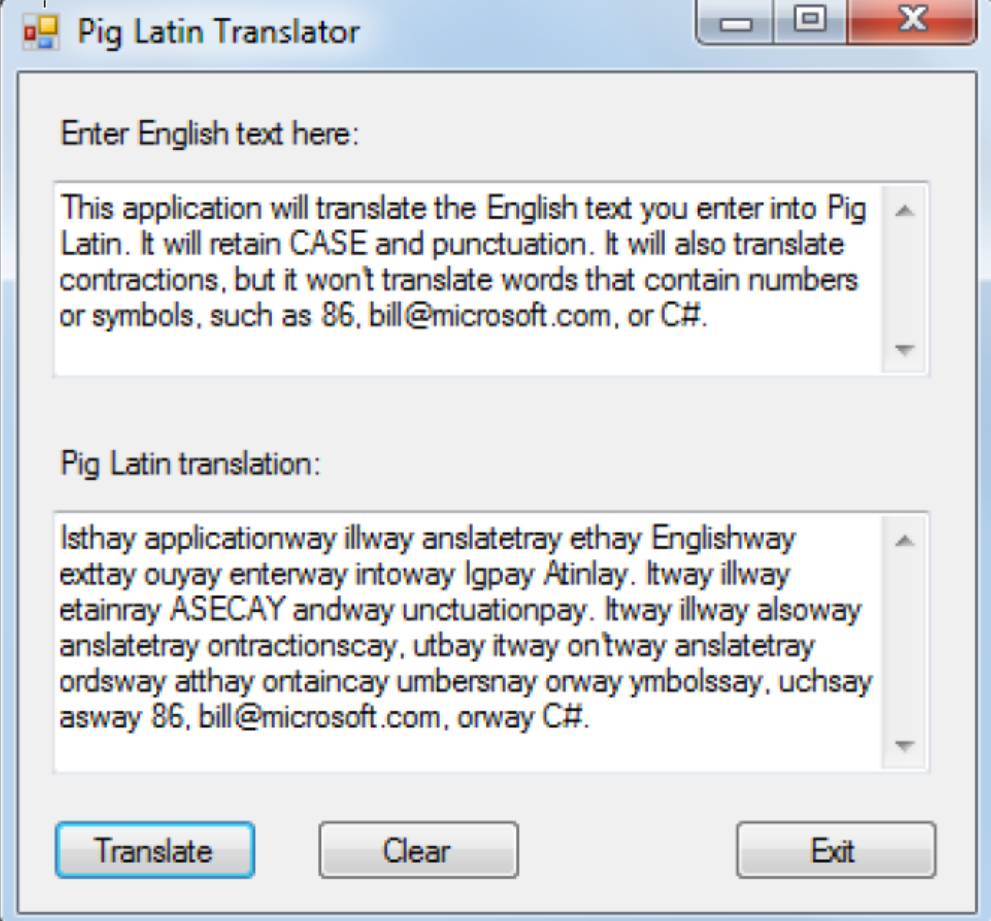 Pig Latin Translator
Enter English text here:
This application will translate the English text you enter into Pig
Latin. It will retain CASE and punctuation. It will also translate
contractions, but it won't translate words that contain numbers
or symbols, such as 86, bill@microsoft.com, or C#.
Pig Latin translation:
Isthay applicationway illway anslatetray ethay Englishway
exttay ouyay enterway intoway Igpay Atinlay. Itway illway
etainray ASECAY andway unctuationpay. Itway illway alsoway
anslatetray ontractionscay, utbay itway on'tway anslatetray
ordsway atthay ontaincay umbersnay orway ymbolssay, uchsay
asway 86, bill@microsoft.com, orway C#.
Translate Clear Exit